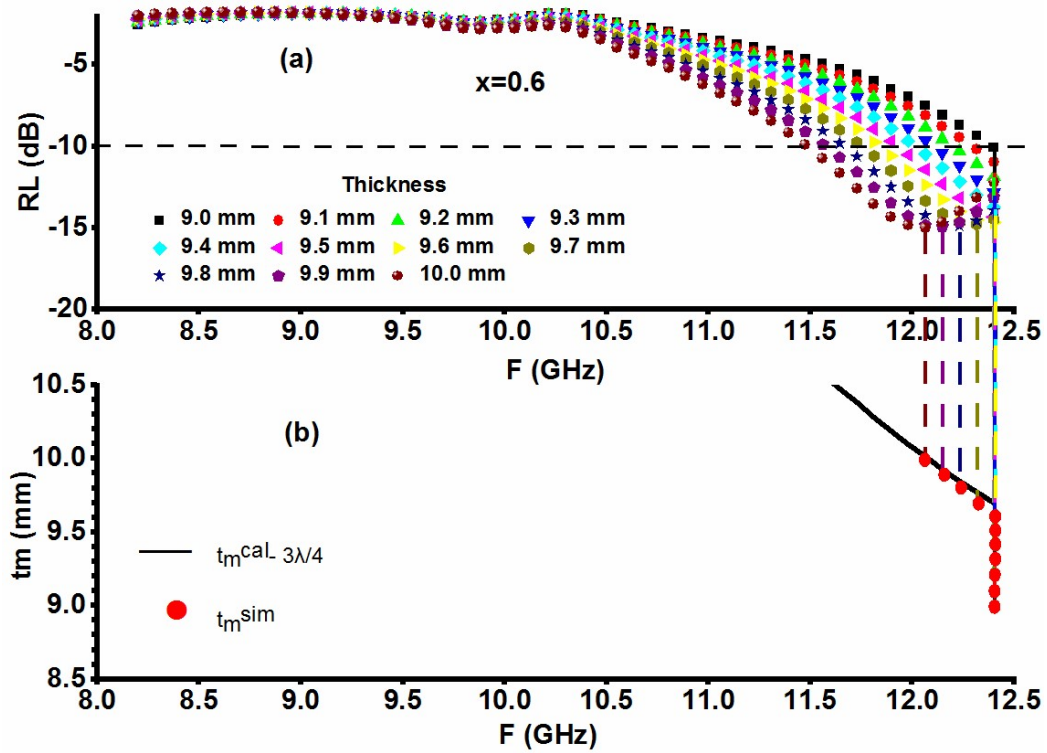 (a)
x=0.6
-5
-10
-15
-20
RL (dB)
Thickness
9.0 mm 9.1 mm 9.2 mm 9.3 mm
9.4 mm 9.5 mm 9.6 mm 9.7 mm
9.8 mm 9.9 mm 10.0 mm
8.0 8.5 9.0 9.5 10.0 10.5 11.0 11.5 12.0 12.5
F (GHz)
10.5
10.0
9.5
9.0
8.5
tm (mm)
(b)
tm cal- 3λ/4
tm sim
8.0 8.5 9.0 9.5 10.0 10.5 11.0 11.5 12.0 12.5
F (GHz)